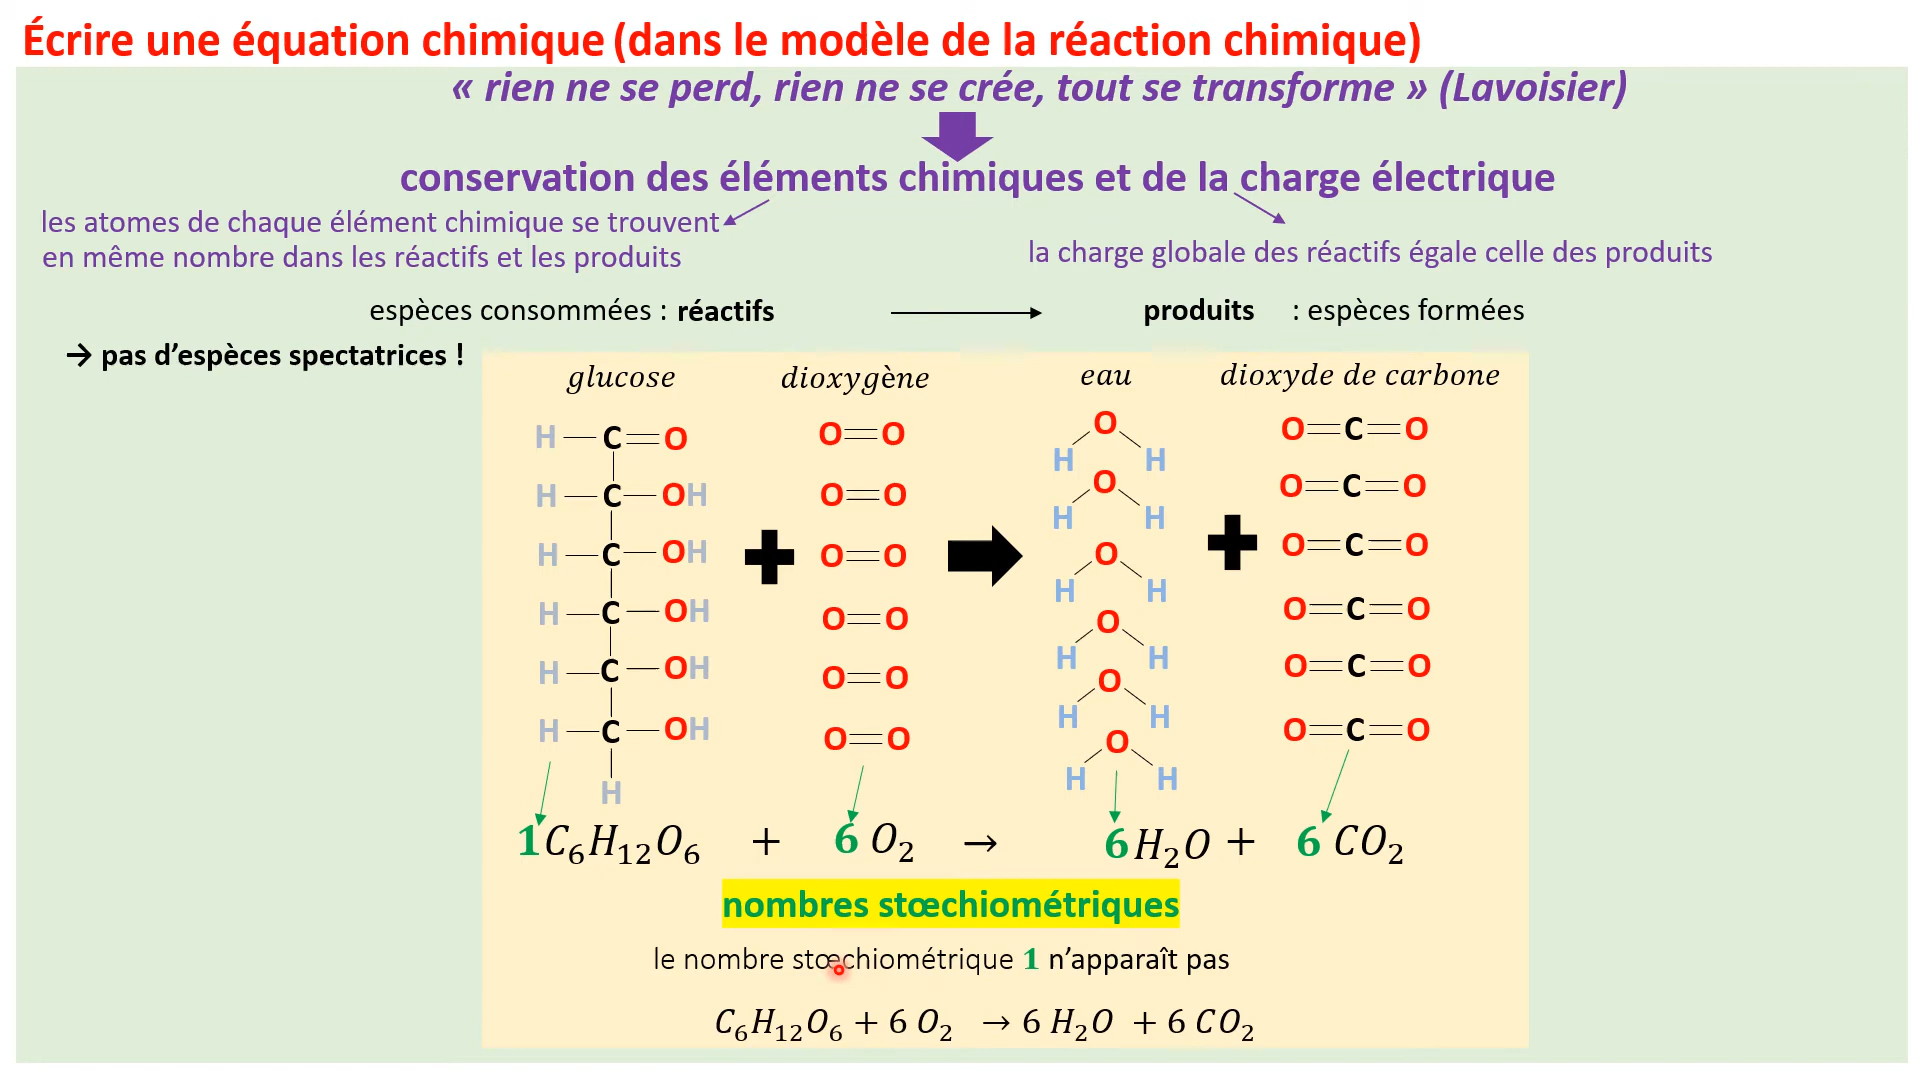 Écrire une équation chimique (dans le modèle de la réaction chimique)
« rien ne se perd, rien ne se crée, tout se transforme » (Lavoisier)
conservation des éléments chimiques et de la charge électrique
les atomes de chaque élément chimique se trouvent
en même nombre dans les réactifs et les produits
la charge globale des réactifs égale celle des produits
espèces consommées : réactifs ⟶ produits : espèces formées
→ pas d’espèces spectatrices !
glucose dioxygène eau dioxyde de carbone
H — C = O
H — C — OH
H — C — OH
H — C — OH
H — C — OH
H — C — OH
H
+
O = O
O = O
O = O
O = O
O = O
O = O
O
H H
O
H H
O
H H
O
H H
O
H H
O
H H
+
O = C = O
O = C = O
O = C = O
O = C = O
O = C = O
O = C = O
1 C₆H₁₂O₆ + 6 O₂ → 6 H₂O + 6 CO₂
nombres stœchiométriques
le nombre stœchiométrique 1 n’apparaît pas
C₆H₁₂O₆ + 6 O₂ → 6 H₂O + 6 CO₂